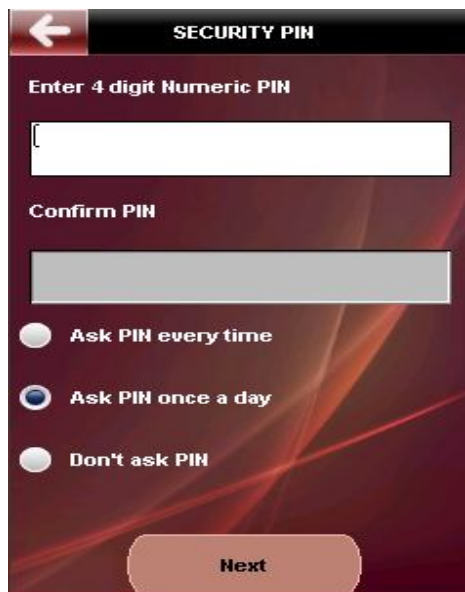 SECURITY PIN
Enter 4 digit Numeric PIN
Confirm PIN
Ask PIN every time
Ask PIN once a day
Don't ask PIN
Next